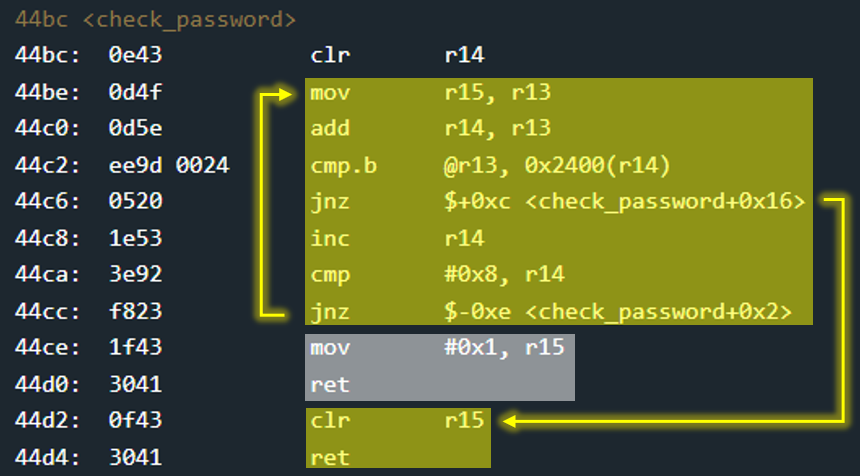 44bc <check_password>
44bc: 0e43 clr r14
44be: 0d4f mov r15, r13
44c0: 0d5e add r14, r13
44c2: ee9d 0024 cmp.b @r13, 0x2400(r14)
44c6: 0520 jnz $+0xc <check_password+0x16>
44c8: 1e53 inc r14
44ca: 3e92 cmp #0x8, r14
44cc: f823 jnz $-0xe <check_password+0x2>
44ce: 1f43 mov #0x1, r15
44d0: 3041 ret
44d2: 0f43 clr r15
44d4: 3041 ret